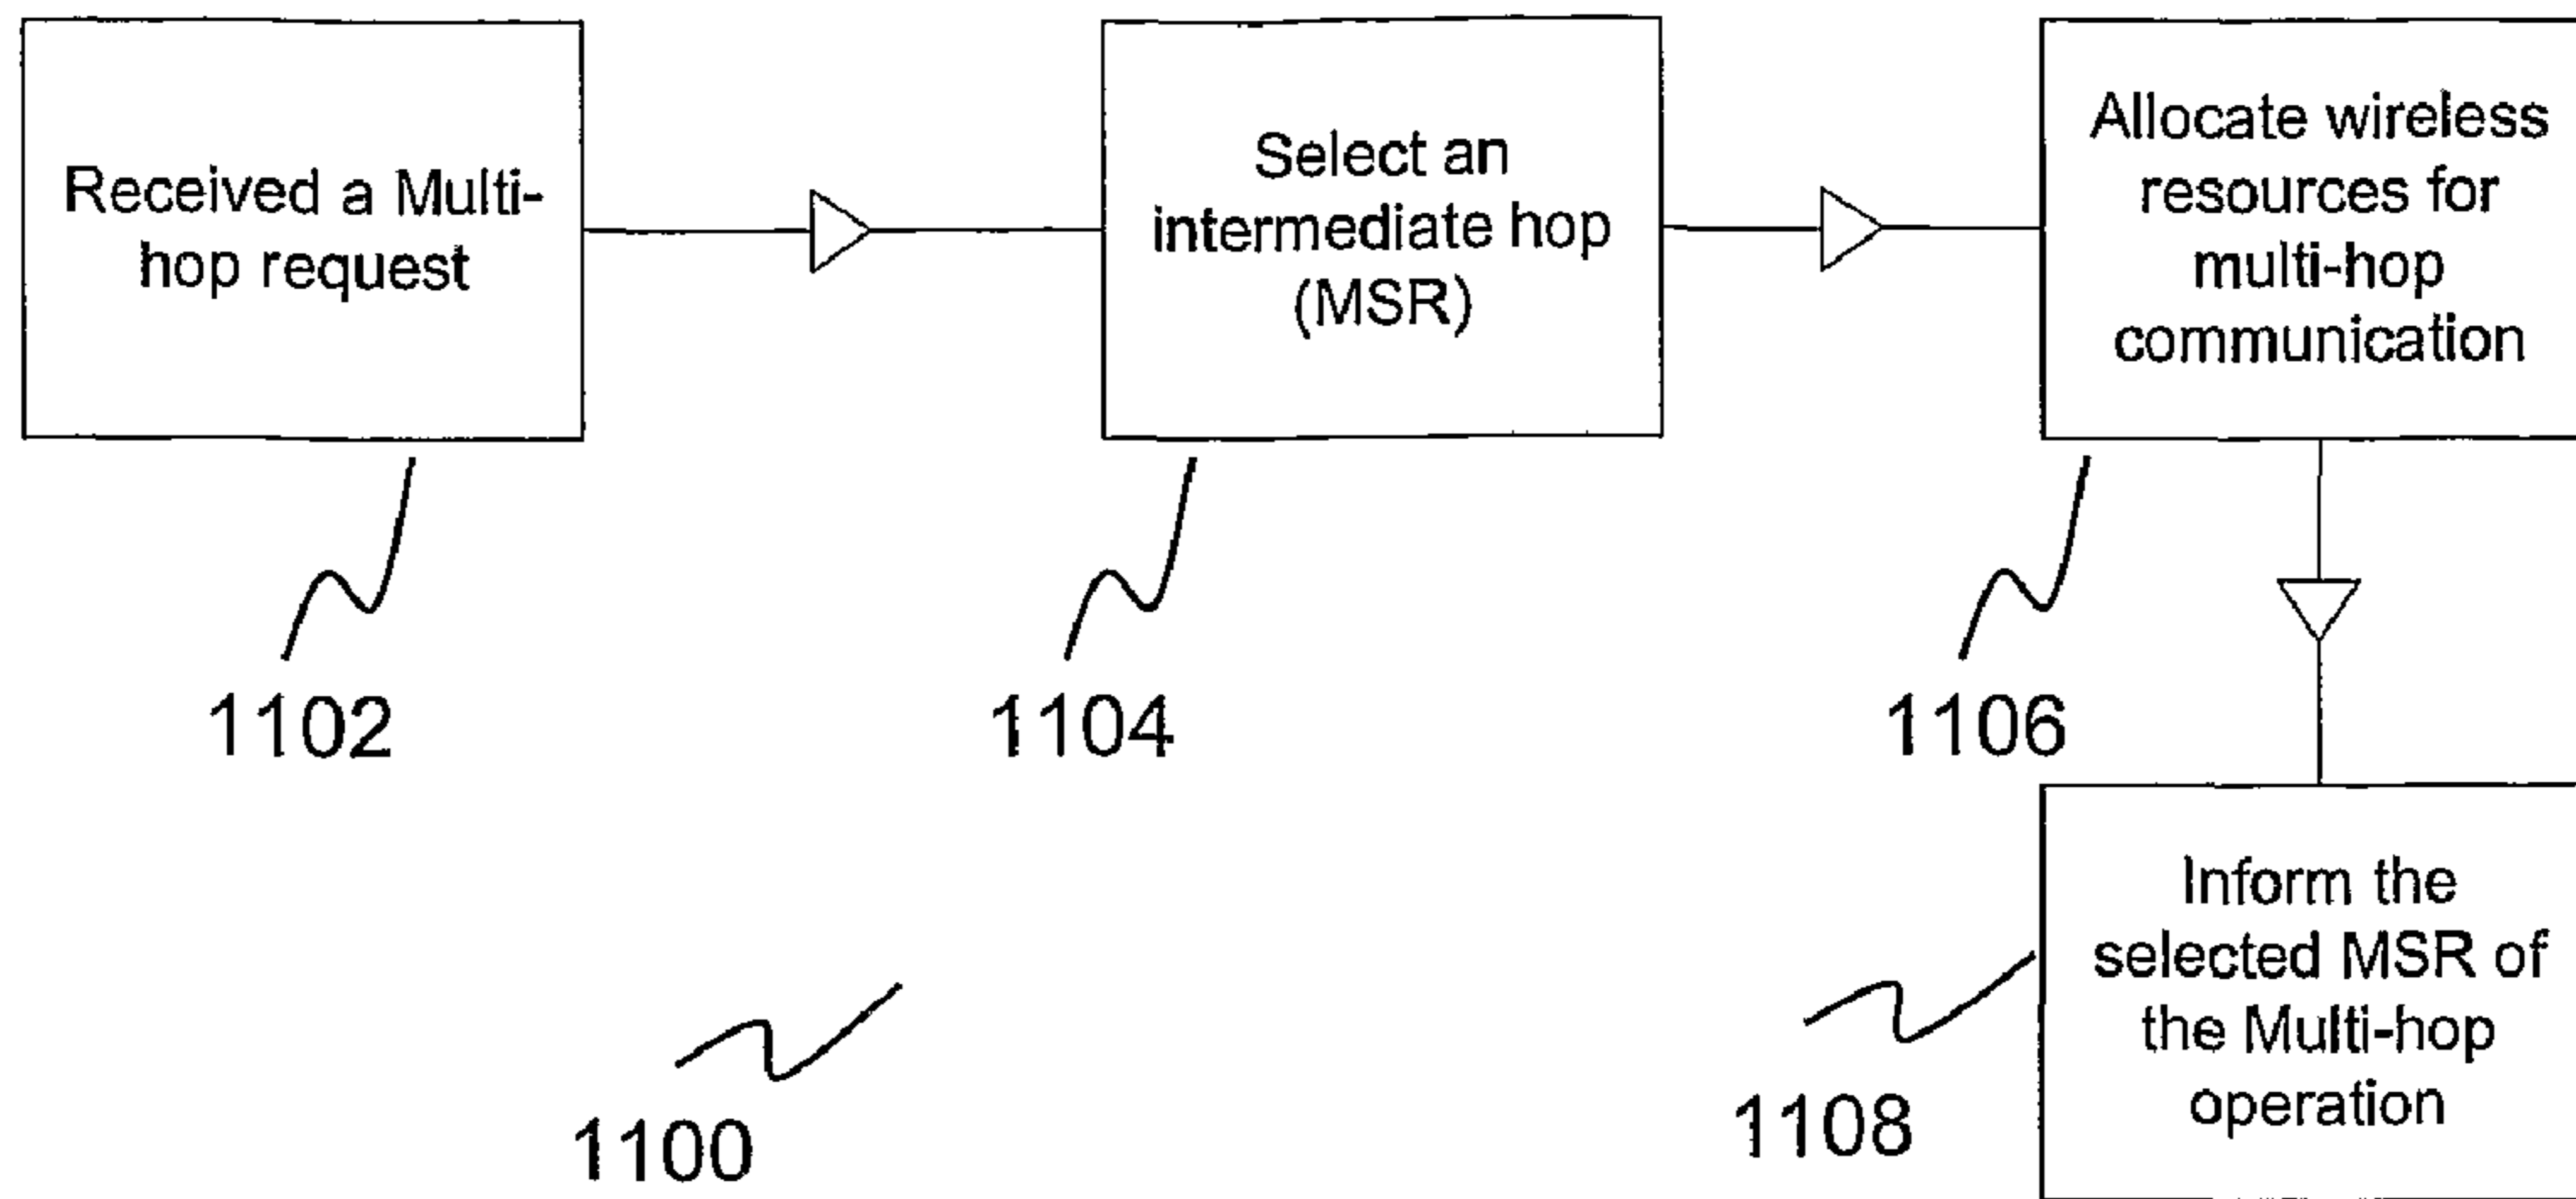 Received a Multi-
hop request
Select an
intermediate hop
(MSR)
Allocate wireless
resources for
multi-hop
communication
1102
1104
1106
Inform the
selected MSR of
the Multi-hop
operation
1100
1108